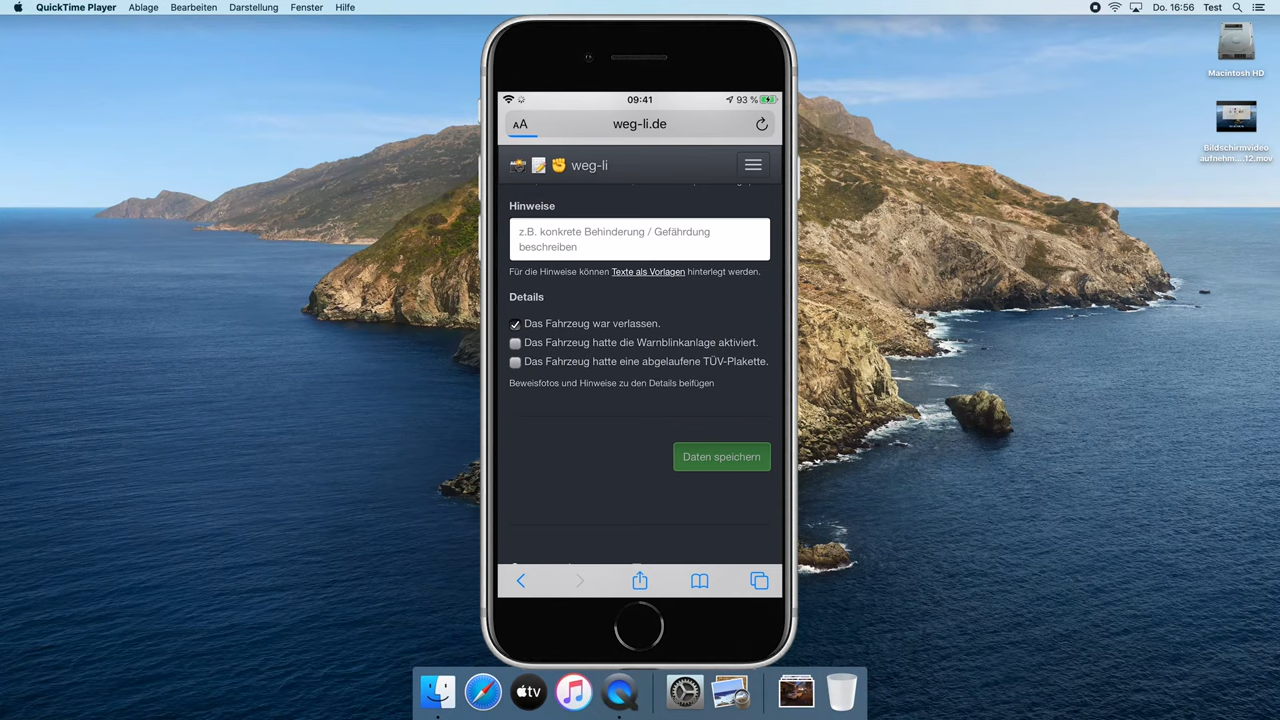 QuickTime Player Ablage Bearbeiten Darstellung Fenster Hilfe
Do. 16:56 Test
Macintosh HD
Bildschirmvideo
aufnehm....12.mov
09:41
93 %
AA weg-li.de
weg-li
Hinweise
z.B. konkrete Behinderung / Gefährdung
beschreiben
Für die Hinweise können Texte als Vorlagen hinterlegt werden.
Details
Das Fahrzeug war verlassen.
Das Fahrzeug hatte die Warnblinkanlage aktiviert.
Das Fahrzeug hatte eine abgelaufene TÜV-Plakette.
Beweisfotos und Hinweise zu den Details beifügen
Daten speichern
tv